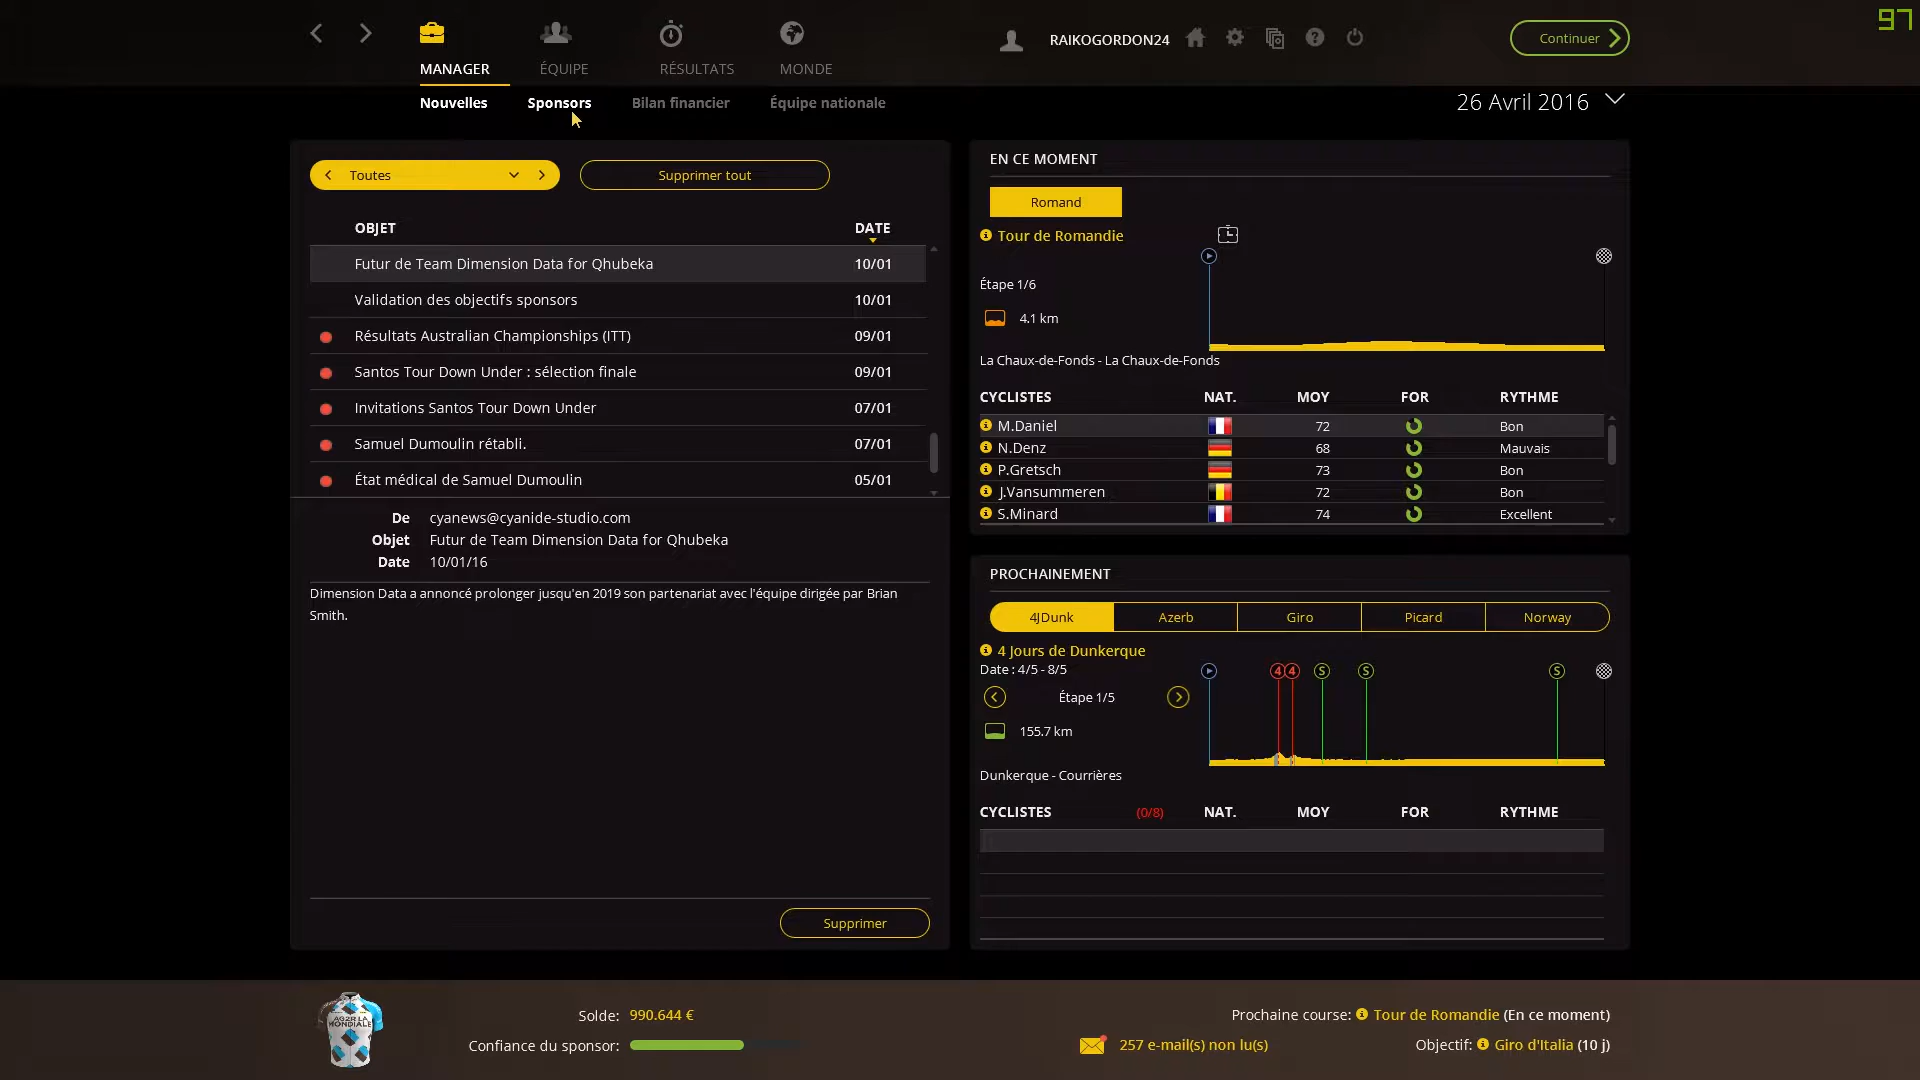 97
MANAGER
ÉQUIPE
RÉSULTATS
MONDE
RAIKOGORDON24
Continuer
Nouvelles
Sponsors
Bilan financier
Équipe nationale
26 Avril 2016
Toutes
Supprimer tout
OBJET DATE
Futur de Team Dimension Data for Qhubeka 10/01
Validation des objectifs sponsors 10/01
Résultats Australian Championships (ITT) 09/01
Santos Tour Down Under : sélection finale 09/01
Invitations Santos Tour Down Under 07/01
Samuel Dumoulin rétabli. 07/01
État médical de Samuel Dumoulin 05/01
De cyanews@cyanide-studio.com
Objet Futur de Team Dimension Data for Qhubeka
Date 10/01/16
Dimension Data a annoncé prolonger jusqu'en 2019 son partenariat avec l'équipe dirigée par Brian
Smith.
Supprimer
EN CE MOMENT
Romand
Tour de Romandie
Étape 1/6
4.1 km
La Chaux-de-Fonds - La Chaux-de-Fonds
CYCLISTES NAT. MOY FOR RYTHME
M.Daniel 72 Bon
N.Denz 68 Mauvais
P.Gretsch 73 Bon
J.Vansummeren 72 Bon
S.Minard 74 Excellent
PROCHAINEMENT
4JDunk Azerb Giro Picard Norway
4 Jours de Dunkerque
Date : 4/5 - 8/5
4 4 S S S
Étape 1/5
155.7 km
Dunkerque - Courrières
CYCLISTES (0/8) NAT. MOY FOR RYTHME
AG2R LA
MONDIALE
Solde: 990.644 €
Confiance du sponsor:
Prochaine course: Tour de Romandie (En ce moment)
257 e-mail(s) non lu(s)
Objectif: Giro d'Italia (10 j)